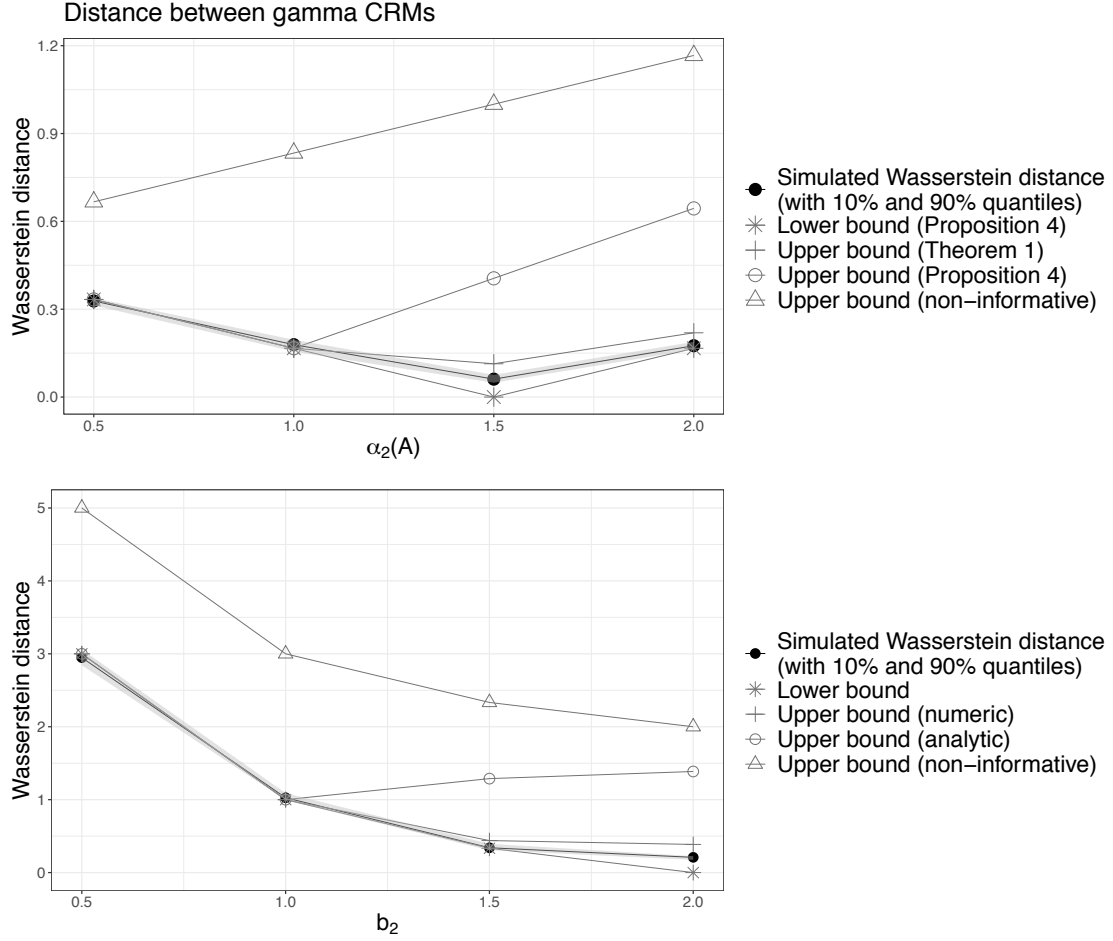 Distance between gamma CRMs
1.2
0.9
0.6
0.3
0.0
Wasserstein distance
0.5
1.0
1.5
2.0
α₂(A)
Simulated Wasserstein distance
(with 10% and 90% quantiles)
Lower bound (Proposition 4)
Upper bound (Theorem 1)
Upper bound (Proposition 4)
Upper bound (non−informative)
5
4
3
2
1
0
Wasserstein distance
0.5
1.0
1.5
2.0
b₂
Simulated Wasserstein distance
(with 10% and 90% quantiles)
Lower bound
Upper bound (numeric)
Upper bound (analytic)
Upper bound (non−informative)